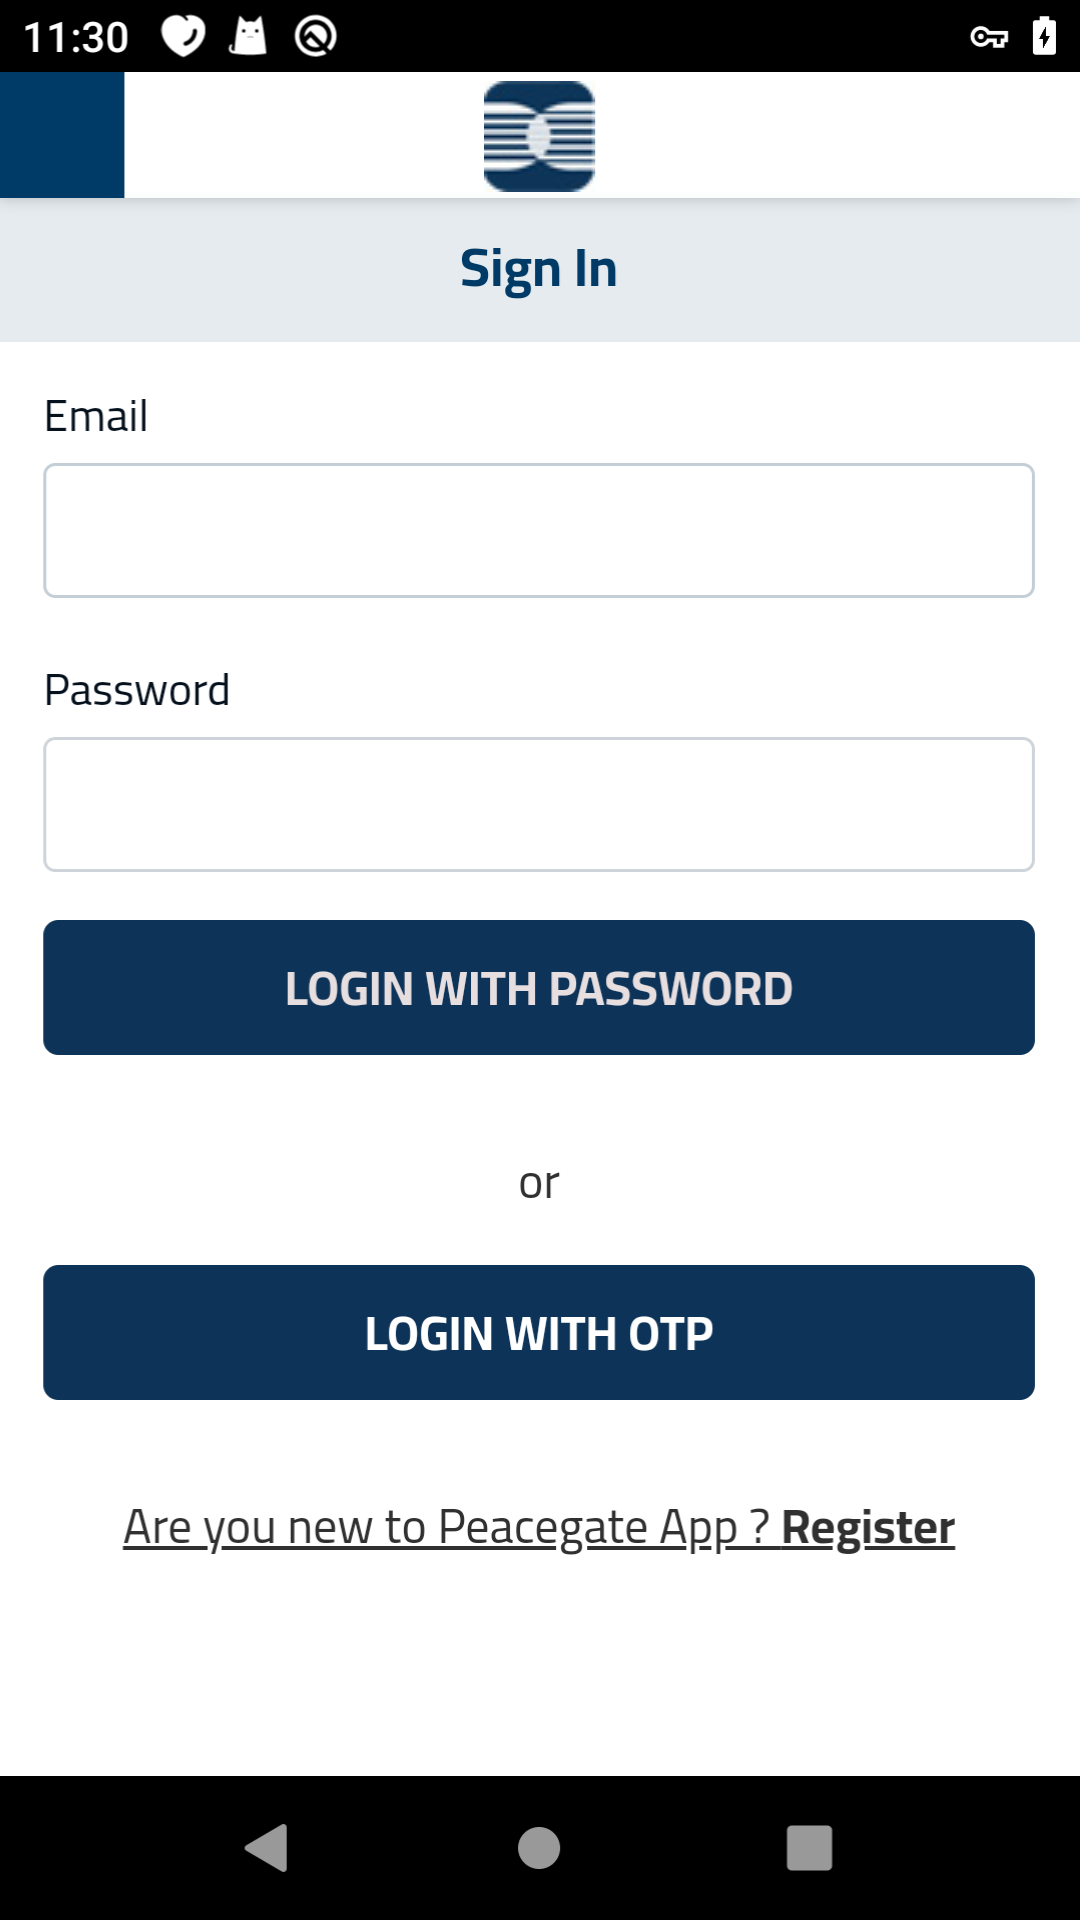 11:30
Sign In
Email
Password
LOGIN WITH PASSWORD
or
LOGIN WITH OTP
Are you new to Peacegate App ? Register